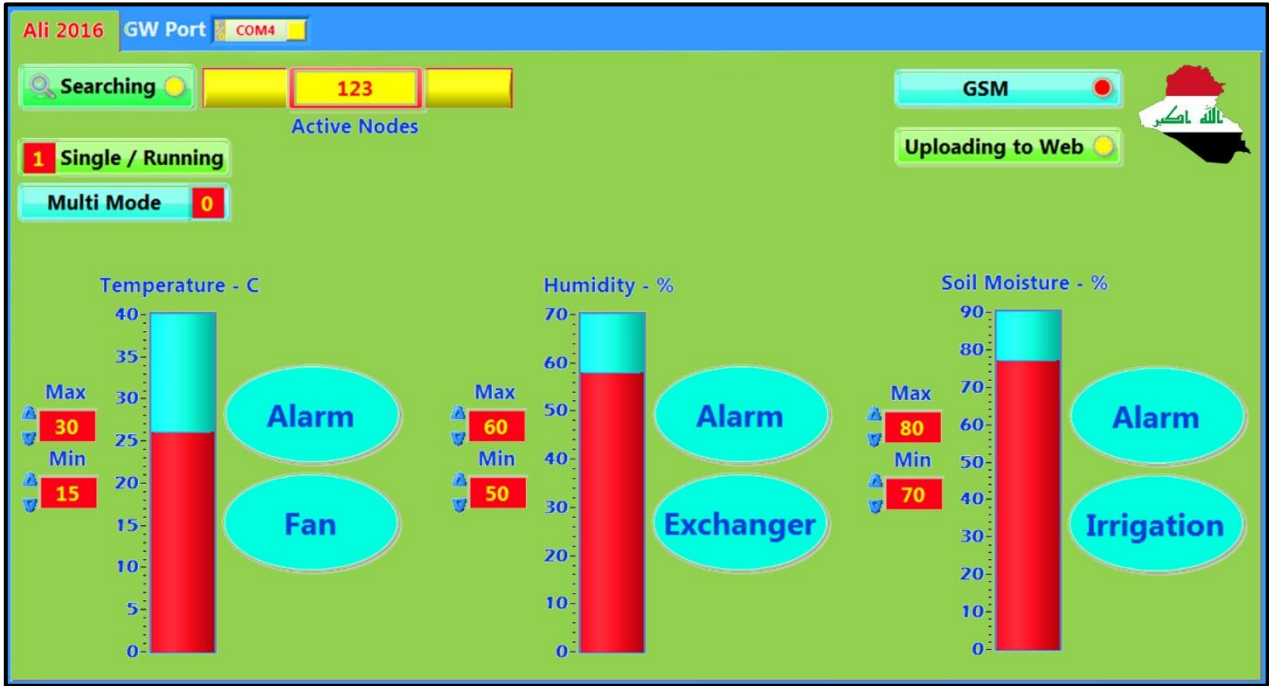 Ali 2016 GW Port COM4
Searching 123 GSM
Active Nodes
الله اكبر
Uploading to Web
1 Single / Running
Multi Mode 0
Temperature - C
40
35
30
25
20
15
10
5
0
Max
30
Min
15
Alarm
Fan
Humidity - %
70
60
50
40
30
20
10
0
Max
60
Min
50
Alarm
Exchanger
Soil Moisture - %
90
80
70
60
50
40
30
20
10
0
Max
80
Min
70
Alarm
Irrigation